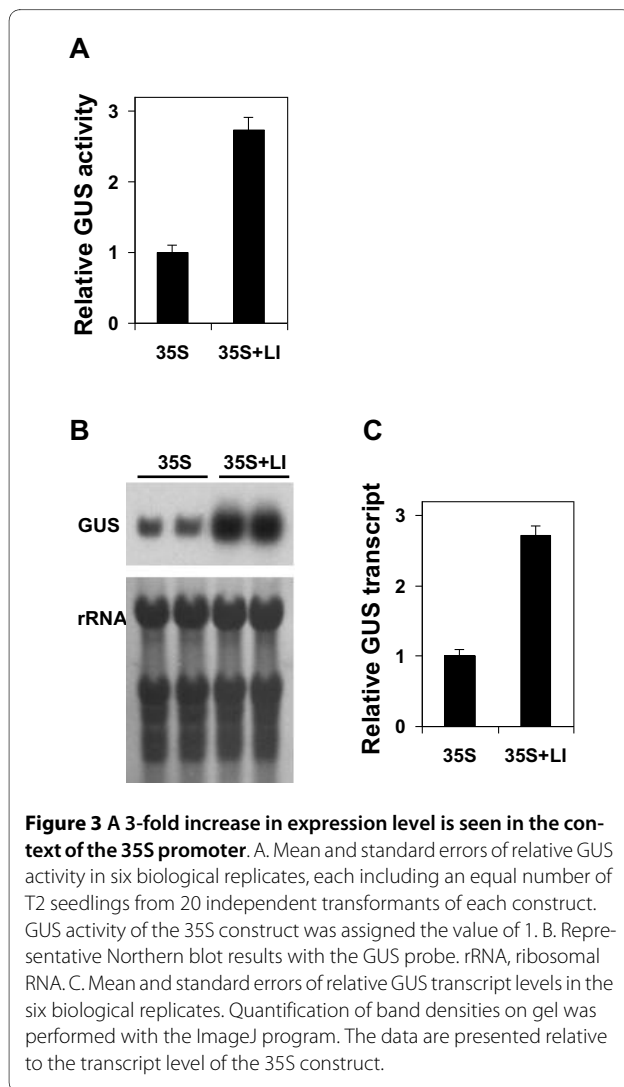 A
Relative GUS activity
3
2
1
0
35S 35S+LI
B
35S 35S+LI
GUS
rRNA
C
Relative GUS transcript
3
2
1
0
35S 35S+LI
Figure 3 A 3-fold increase in expression level is seen in the con-
text of the 35S promoter. A. Mean and standard errors of relative GUS
activity in six biological replicates, each including an equal number of
T2 seedlings from 20 independent transformants of each construct.
GUS activity of the 35S construct was assigned the value of 1. B. Repre-
sentative Northern blot results with the GUS probe. rRNA, ribosomal
RNA. C. Mean and standard errors of relative GUS transcript levels in the
six biological replicates. Quantification of band densities on gel was
performed with the ImageJ program. The data are presented relative
to the transcript level of the 35S construct.